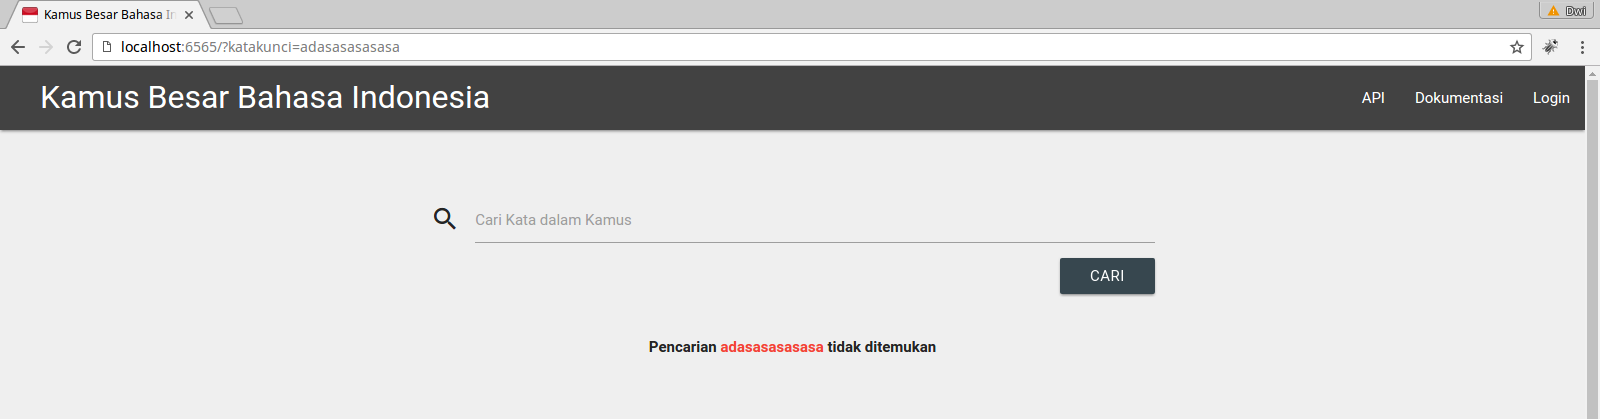 Kamus Besar Bahasa In
Dwi
localhost:6565/?katakunci=adasasasasasa
Kamus Besar Bahasa Indonesia
API Dokumentasi Login
Cari Kata dalam Kamus
CARI
Pencarian adasasasasasa tidak ditemukan